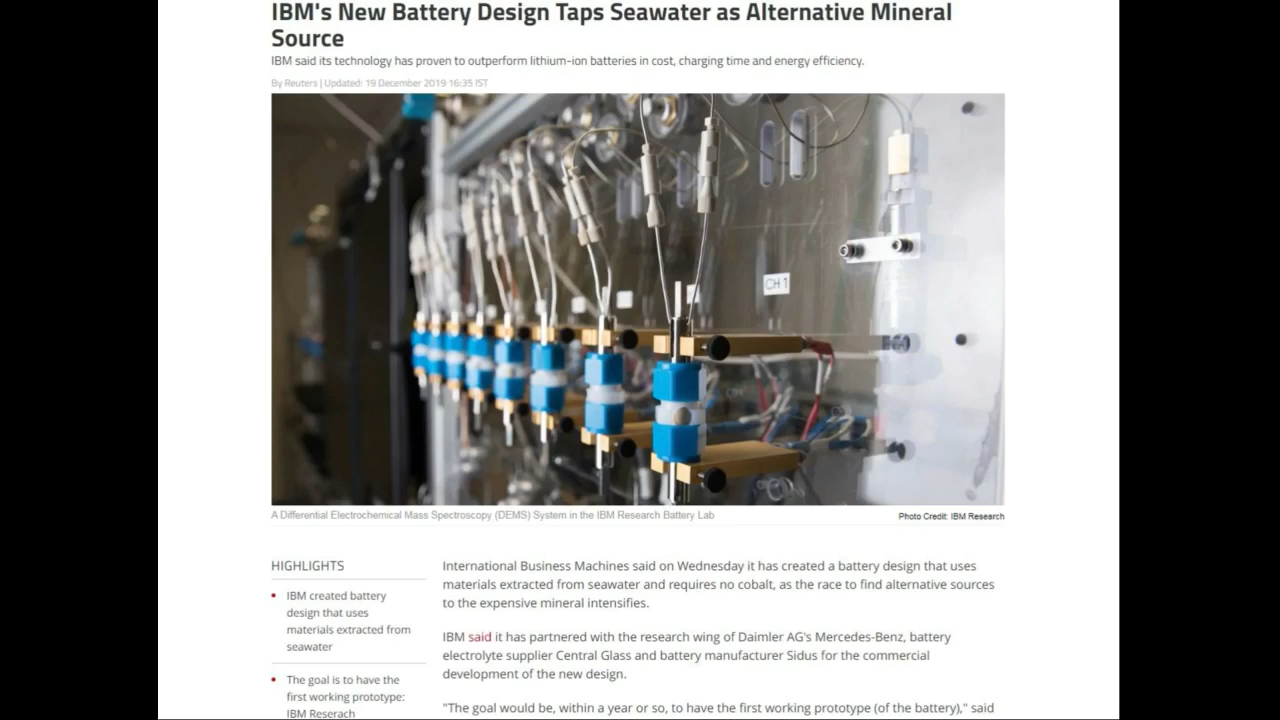 IBM's New Battery Design Taps Seawater as Alternative Mineral
Source
IBM said its technology has proven to outperform lithium-ion batteries in cost, charging time and energy efficiency.
By Reuters | Updated: 19 December 2019 16:35 IST
CH 1
A Differential Electrochemical Mass Spectroscopy (DEMS) System in the IBM Research Battery Lab
Photo Credit: IBM Research
HIGHLIGHTS
IBM created battery
design that uses
materials extracted from
seawater
The goal is to have the
first working prototype:
IBM Reserach
International Business Machines said on Wednesday it has created a battery design that uses
materials extracted from seawater and requires no cobalt, as the race to find alternative sources
to the expensive mineral intensifies.
IBM said it has partnered with the research wing of Daimler AG's Mercedes-Benz, battery
electrolyte supplier Central Glass and battery manufacturer Sidus for the commercial
development of the new design.
"The goal would be, within a year or so, to have the first working prototype (of the battery)," said